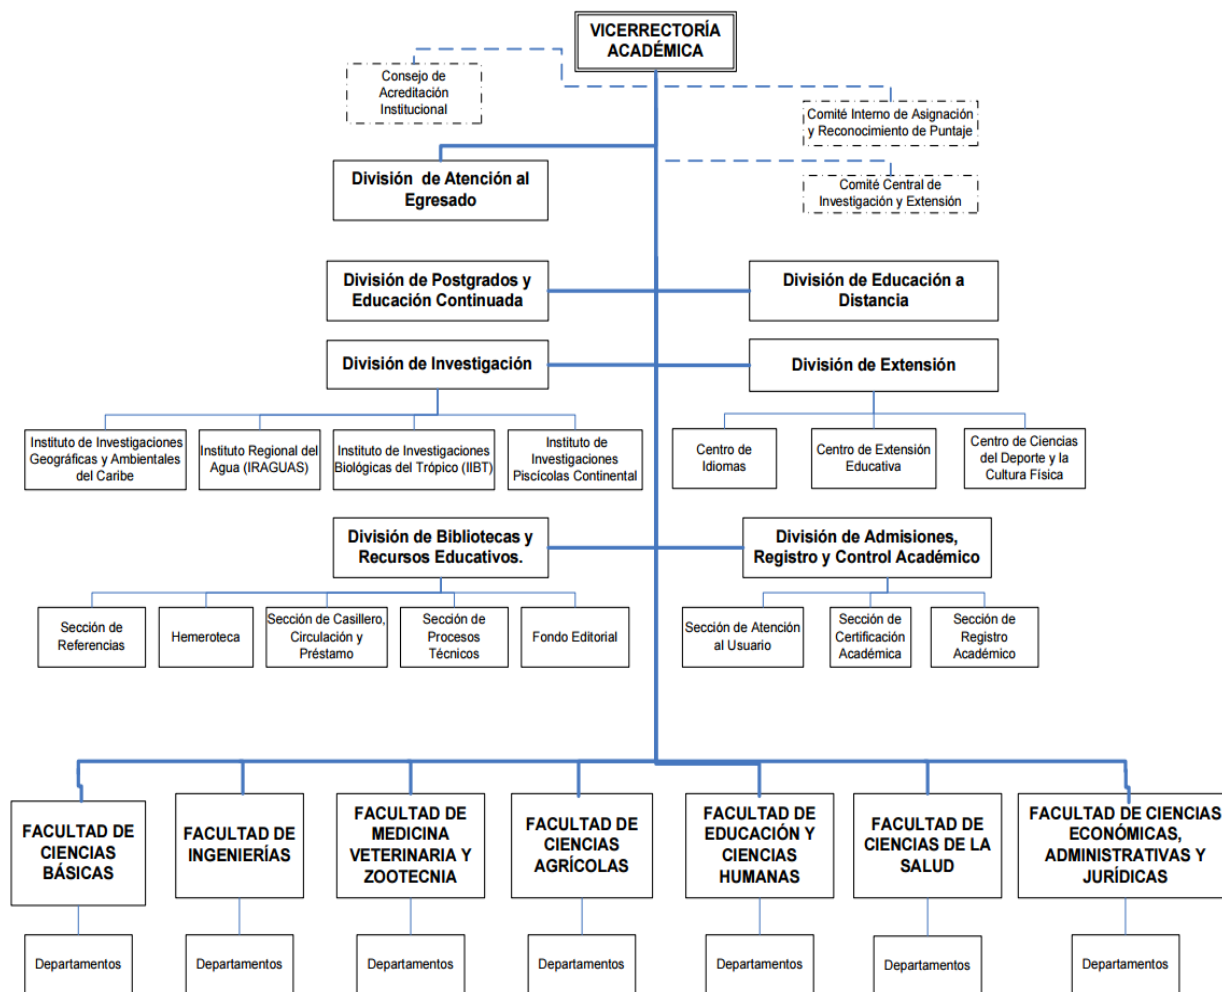 VICERRECTORÍA
ACADÉMICA
Consejo de
Acreditación
Institucional
Comité Interno de Asignación
y Reconocimiento de Puntaje
División de Atención al
Egresado
Comité Central de
Investigación y Extensión
División de Postgrados y
Educación Continuada
División de Educación a
Distancia
División de Investigación
División de Extensión
Instituto de Investigaciones
Geográficas y Ambientales
del Caribe
Instituto Regional del
Agua (IRAGUAS)
Instituto de Investigaciones
Biológicas del Trópico (IIBT)
Instituto de
Investigaciones
Piscícolas Continental
Centro de
Idiomas
Centro de Extensión
Educativa
Centro de Ciencias
del Deporte y la
Cultura Física
División de Bibliotecas y
Recursos Educativos.
División de Admisiones,
Registro y Control Académico
Sección de
Referencias
Hemeroteca
Sección de Casillero,
Circulación y
Préstamo
Sección de
Procesos
Técnicos
Fondo Editorial
Sección de Atención
al Usuario
Sección de
Certificación
Académica
Sección de
Registro
Académico
FACULTAD DE
CIENCIAS
BÁSICAS
FACULTAD DE
INGENIERÍAS
FACULTAD DE
MEDICINA
VETERINARIA Y
ZOOTECNIA
FACULTAD DE
CIENCIAS
AGRÍCOLAS
FACULTAD DE
EDUCACIÓN Y
CIENCIAS
HUMANAS
FACULTAD DE
CIENCIAS DE LA
SALUD
FACULTAD DE CIENCIAS
ECONÓMICAS,
ADMINISTRATIVAS Y
JURÍDICAS
Departamentos
Departamentos
Departamentos
Departamentos
Departamentos
Departamentos
Departamentos